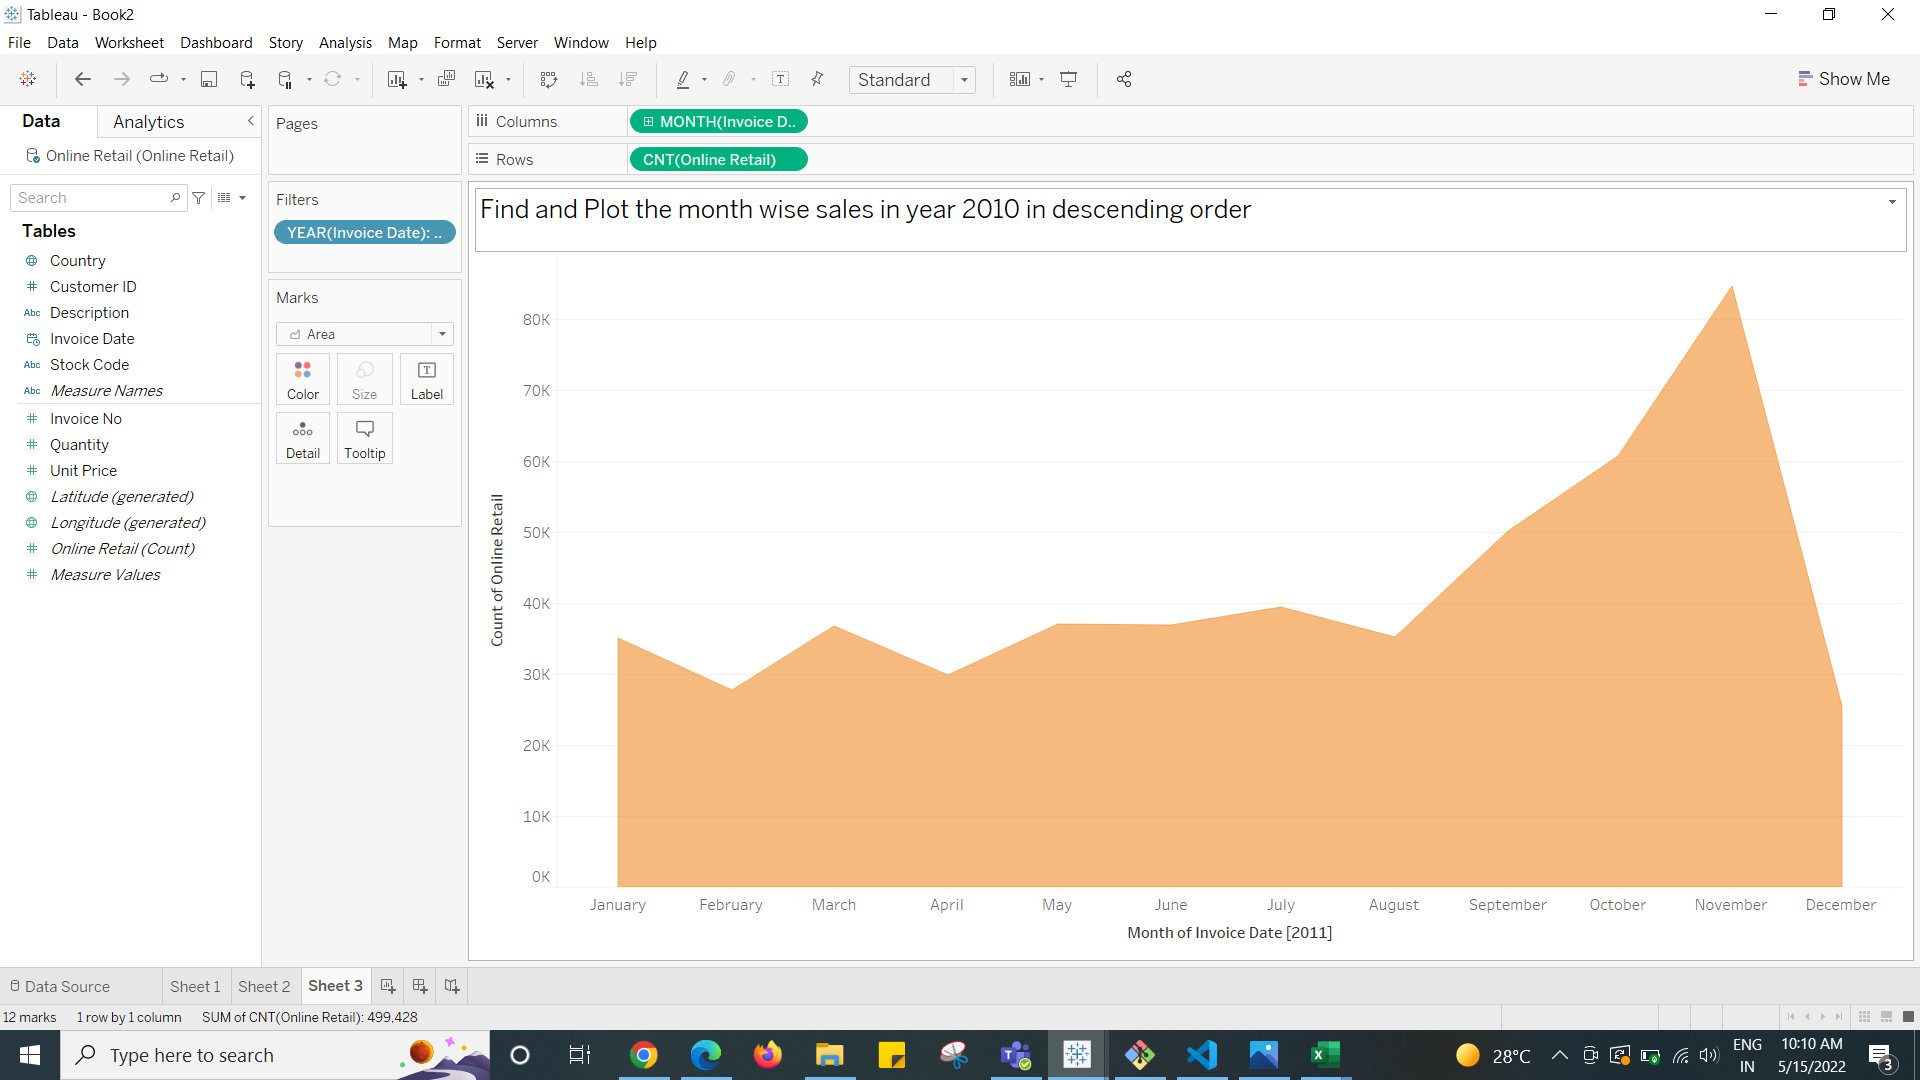 Tableau - Book2
File Data Worksheet Dashboard Story Analysis Map Format Server Window Help
Standard
Show Me
Data Analytics
Online Retail (Online Retail)
Search
Tables
Country
Customer ID
Abc Description
Invoice Date
Abc Stock Code
Abc Measure Names
Invoice No
Quantity
Unit Price
Latitude (generated)
Longitude (generated)
Online Retail (Count)
Measure Values
Pages
Filters
YEAR(Invoice Date): ..
Marks
Area
Color Size Label
Detail Tooltip
Columns MONTH(Invoice D..
Rows CNT(Online Retail)
Find and Plot the month wise sales in year 2010 in descending order
Count of Online Retail
80K
70K
60K
50K
40K
30K
20K
10K
0K
January February March April May June July August September October November December
Month of Invoice Date [2011]
Data Source Sheet 1 Sheet 2 Sheet 3
12 marks 1 row by 1 column SUM of CNT(Online Retail): 499,428
Type here to search
28°C
ENG
IN
10:10 AM
5/15/2022
3